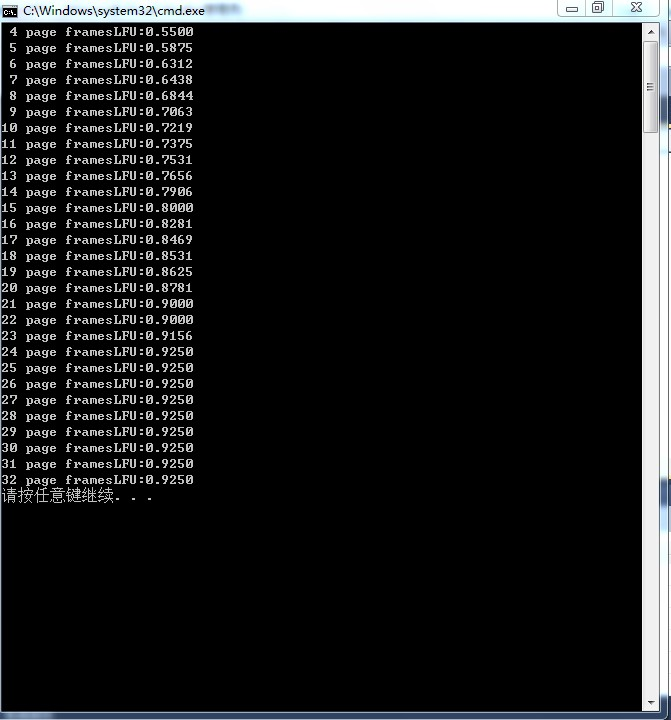 C:\Windows\system32\cmd.exe
4 page framesLFU:0.5500
5 page framesLFU:0.5875
6 page framesLFU:0.6312
7 page framesLFU:0.6438
8 page framesLFU:0.6844
9 page framesLFU:0.7063
10 page framesLFU:0.7219
11 page framesLFU:0.7375
12 page framesLFU:0.7531
13 page framesLFU:0.7656
14 page framesLFU:0.7906
15 page framesLFU:0.8000
16 page framesLFU:0.8281
17 page framesLFU:0.8469
18 page framesLFU:0.8531
19 page framesLFU:0.8625
20 page framesLFU:0.8781
21 page framesLFU:0.9000
22 page framesLFU:0.9000
23 page framesLFU:0.9156
24 page framesLFU:0.9250
25 page framesLFU:0.9250
26 page framesLFU:0.9250
27 page framesLFU:0.9250
28 page framesLFU:0.9250
29 page framesLFU:0.9250
30 page framesLFU:0.9250
31 page framesLFU:0.9250
32 page framesLFU:0.9250
请按任意键继续. . .